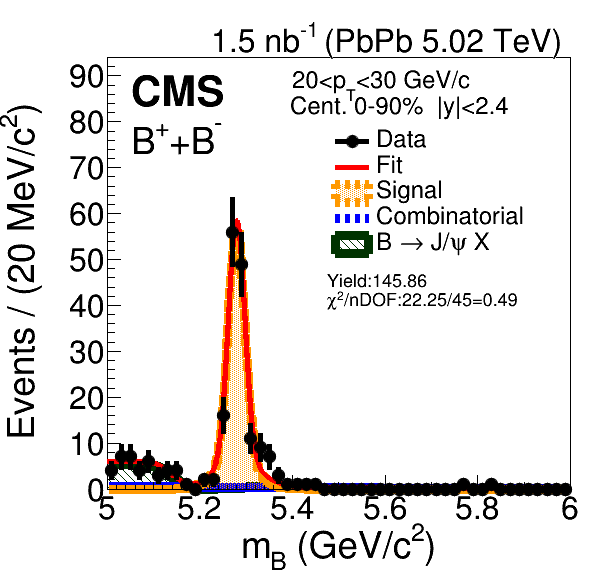 1.5 nb⁻¹ (PbPb 5.02 TeV)
CMS
B⁺+B⁻
20<p_T<30 GeV/c
Cent. 0-90% |y|<2.4
Data
Fit
Signal
Combinatorial
B → J/ψ X
Yield:145.86
χ²/nDOF:22.25/45=0.49
Events / (20 MeV/c²)
90
80
70
60
50
40
30
20
10
0
5 5.2 5.4 5.6 5.8 6
m_B (GeV/c²)